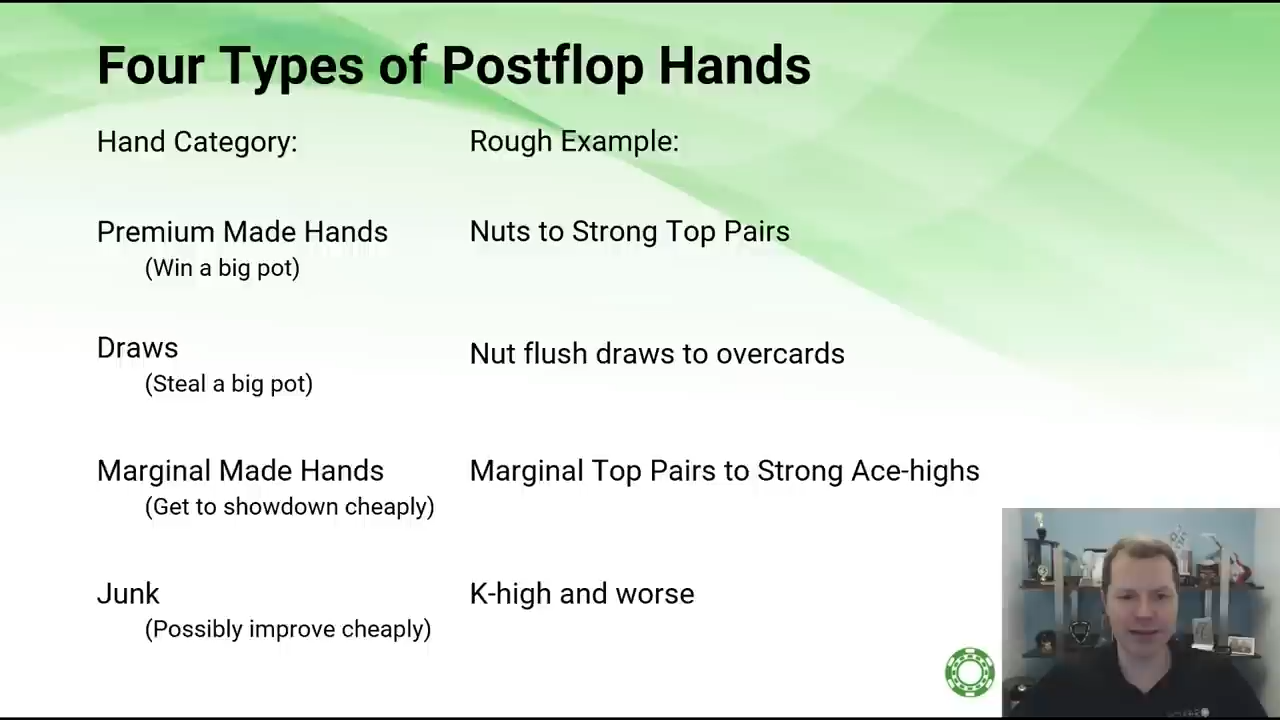 Four Types of Postflop Hands
Hand Category:
Rough Example:
Premium Made Hands
(Win a big pot)
Nuts to Strong Top Pairs
Draws
(Steal a big pot)
Nut flush draws to overcards
Marginal Made Hands
(Get to showdown cheaply)
Marginal Top Pairs to Strong Ace-highs
Junk
(Possibly improve cheaply)
K-high and worse